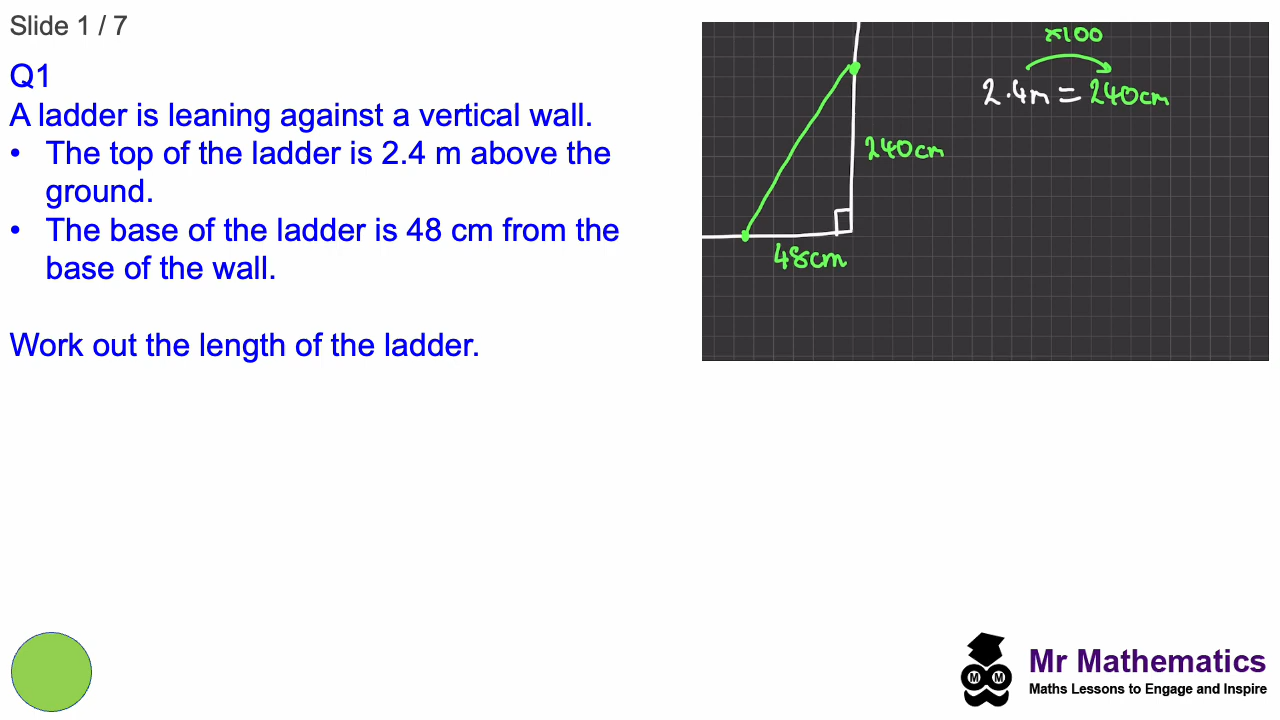 Slide 1 / 7
Q1
A ladder is leaning against a vertical wall.
• The top of the ladder is 2.4 m above the
ground.
• The base of the ladder is 48 cm from the
base of the wall.
Work out the length of the ladder.
×100
2.4m = 240cm
240cm
48cm
M M
Mr Mathematics
Maths Lessons to Engage and Inspire